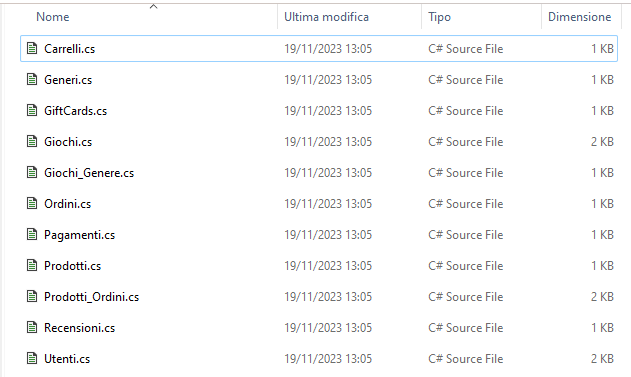 Nome Ultima modifica Tipo Dimensione
Carrelli.cs 19/11/2023 13:05 C# Source File 1 KB
Generi.cs 19/11/2023 13:05 C# Source File 1 KB
GiftCards.cs 19/11/2023 13:05 C# Source File 1 KB
Giochi.cs 19/11/2023 13:05 C# Source File 2 KB
Giochi_Genere.cs 19/11/2023 13:05 C# Source File 1 KB
Ordini.cs 19/11/2023 13:05 C# Source File 1 KB
Pagamenti.cs 19/11/2023 13:05 C# Source File 1 KB
Prodotti.cs 19/11/2023 13:05 C# Source File 1 KB
Prodotti_Ordini.cs 19/11/2023 13:05 C# Source File 2 KB
Recensioni.cs 19/11/2023 13:05 C# Source File 1 KB
Utenti.cs 19/11/2023 13:05 C# Source File 2 KB